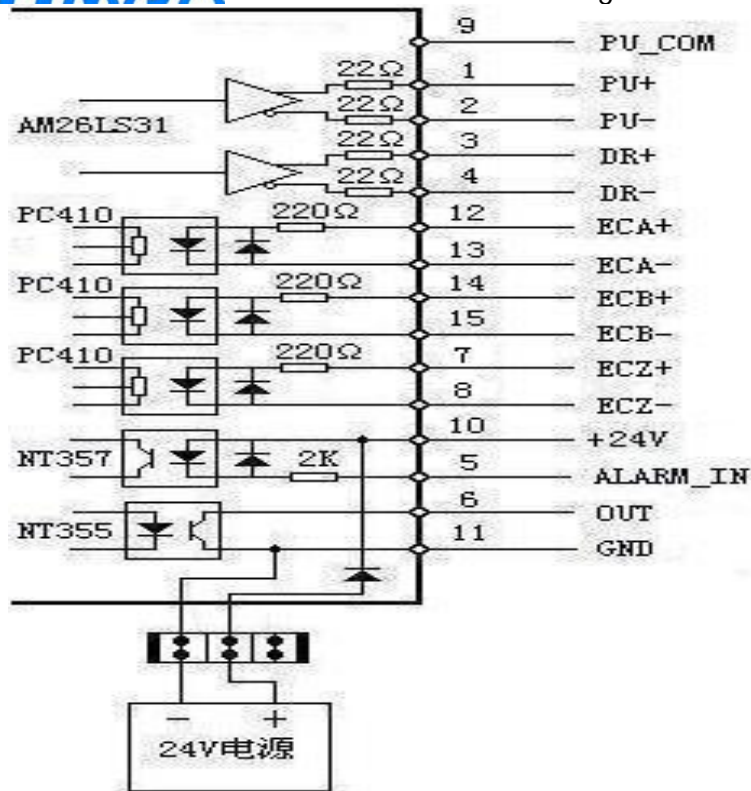 9 PU_COM
22Ω 1 PU+
22Ω 2 PU-
AM26LS31
22Ω 3 DR+
22Ω 4 DR-
PC410 220Ω 12 ECA+
13 ECA-
PC410 220Ω 14 ECB+
15 ECB-
PC410 220Ω 7 ECZ+
8 ECZ-
10 +24V
NT357 2K 5 ALARM_IN
6 OUT
NT355 11 GND
- +
24V电源